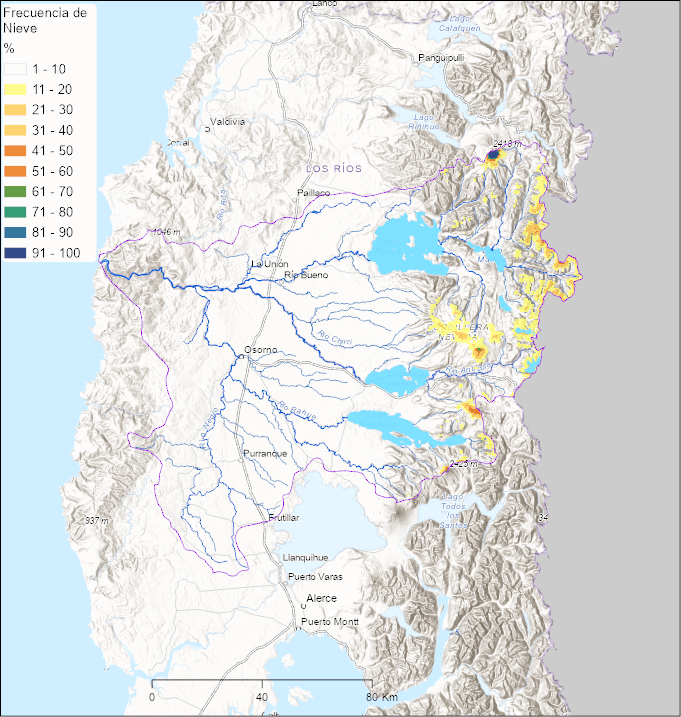 Frecuencia de
Nieve
%
1 - 10
11 - 20
21 - 30
31 - 40
41 - 50
51 - 60
61 - 70
71 - 80
81 - 90
91 - 100
Lanco
Lago
Calafquen
Panguipulli
Valdivia
Lago
Riñihue
2418 m
LOS RÍOS
Paillaco
1046 m
La Unión
Río Bueno
CORDILLERA
NEVADA
Osorno
Río Negro
Río Rahue
Purranque
2425 m
937 m
Frutillar
Lago
Todos
los
Santos
34
Llanquihue
Puerto Varas
Alerce
Puerto Montt
0
40
80 Km